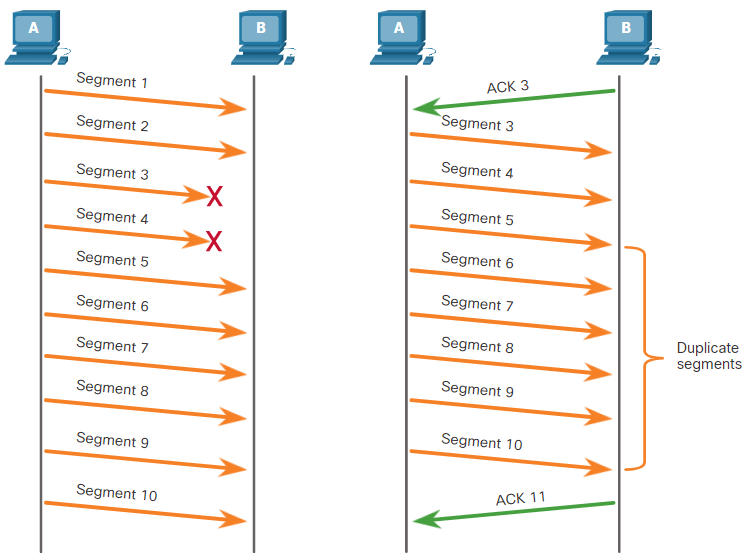 A
B
Segment 1
Segment 2
Segment 3
X
Segment 4
X
Segment 5
Segment 6
Segment 7
Segment 8
Segment 9
Segment 10
A
B
ACK 3
Segment 3
Segment 4
Segment 5
Segment 6
Segment 7
Segment 8
Segment 9
Segment 10
ACK 11
Duplicate
segments